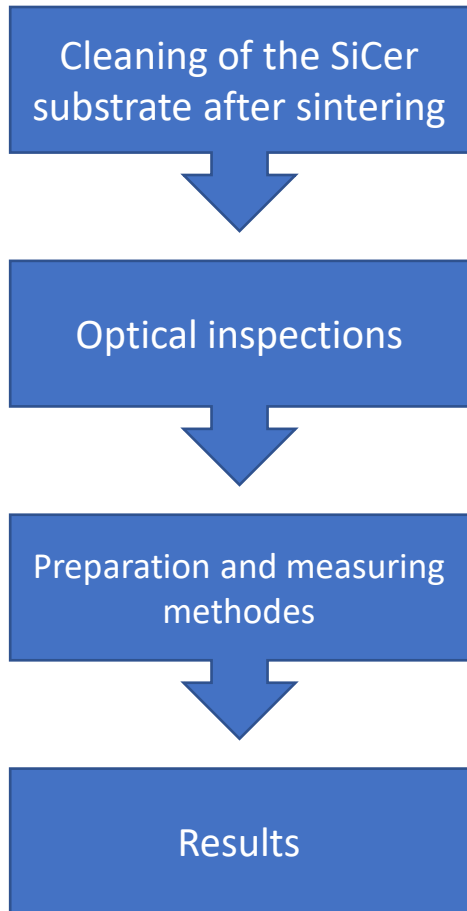 Cleaning of the SiCer
substrate after sintering
Optical inspections
Preparation and measuring
methodes
Results